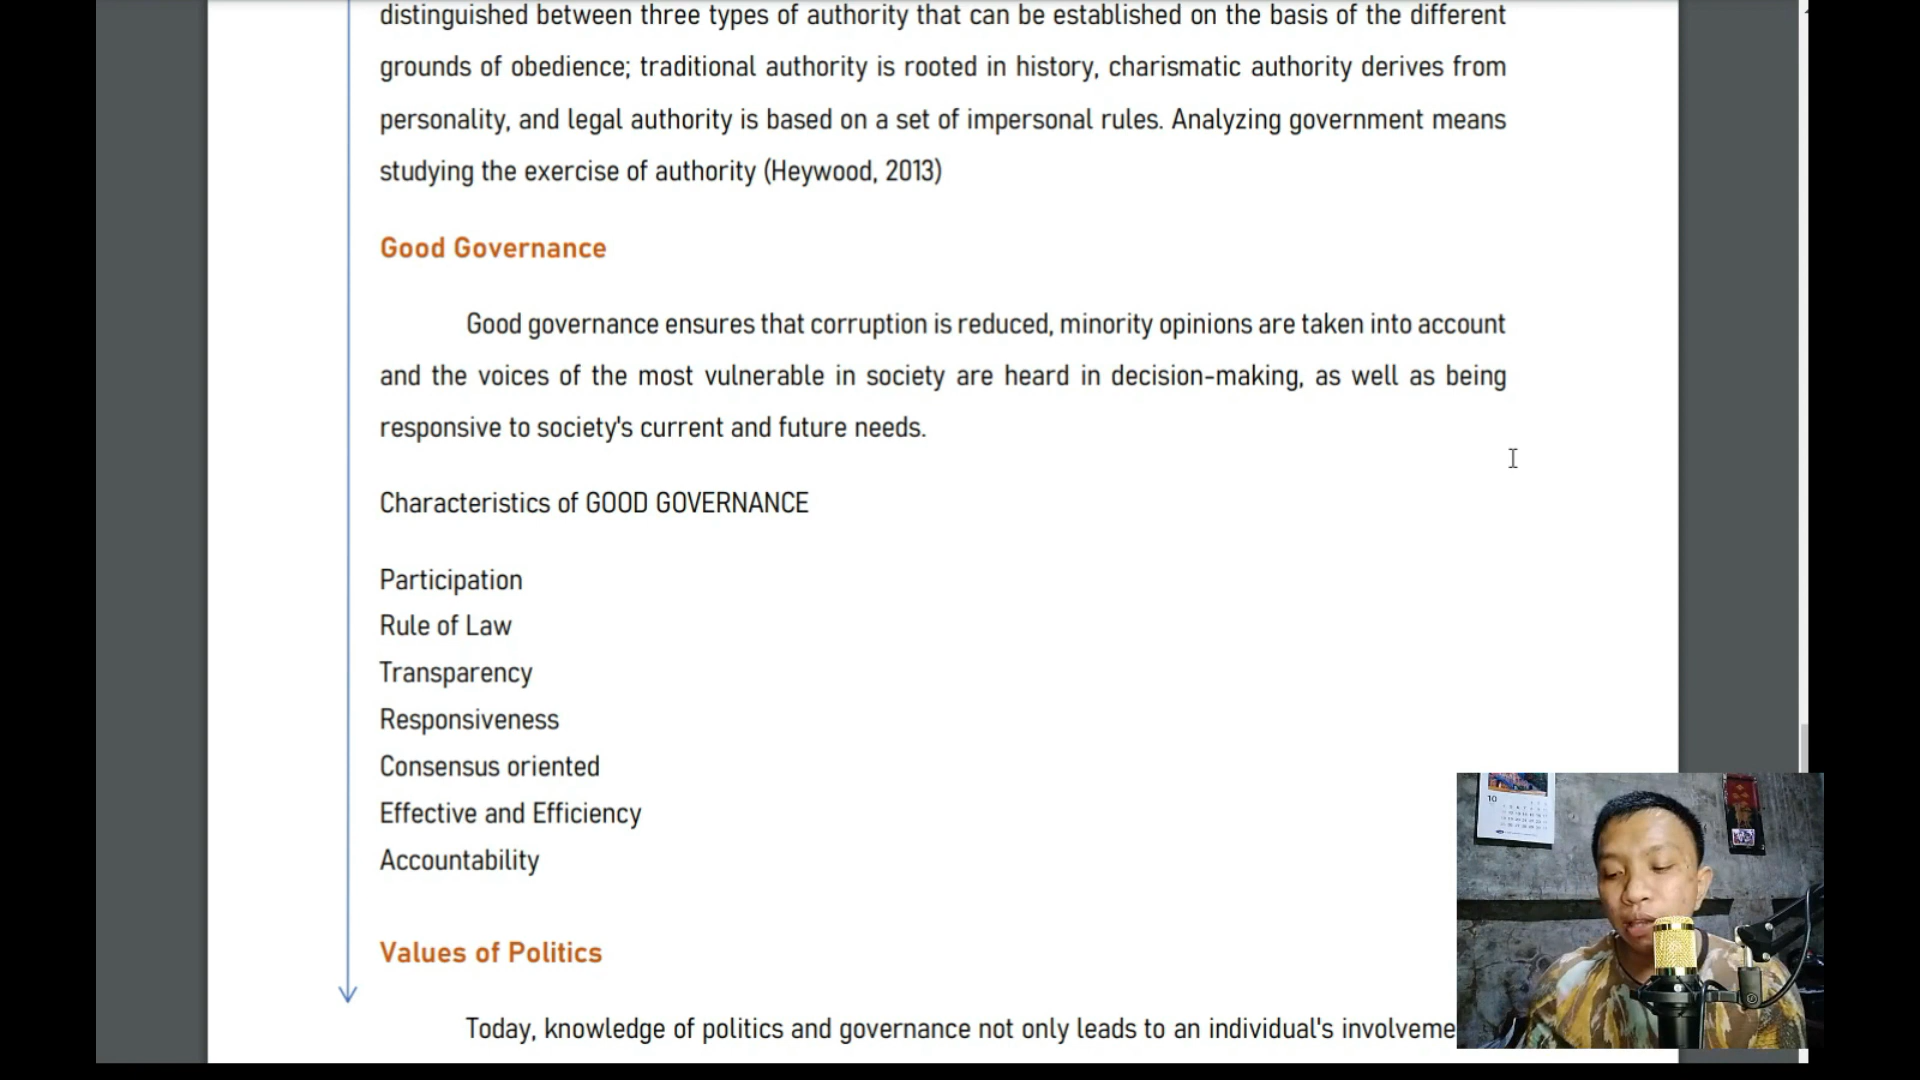 distinguished between three types of authority that can be established on the basis of the different
grounds of obedience; traditional authority is rooted in history, charismatic authority derives from
personality, and legal authority is based on a set of impersonal rules. Analyzing government means
studying the exercise of authority (Heywood, 2013)
Good Governance
Good governance ensures that corruption is reduced, minority opinions are taken into account
and the voices of the most vulnerable in society are heard in decision-making, as well as being
responsive to society's current and future needs.
Characteristics of GOOD GOVERNANCE
Participation
Rule of Law
Transparency
Responsiveness
Consensus oriented
Effective and Efficiency
Accountability
Values of Politics
Today, knowledge of politics and governance not only leads to an individual's involveme
10